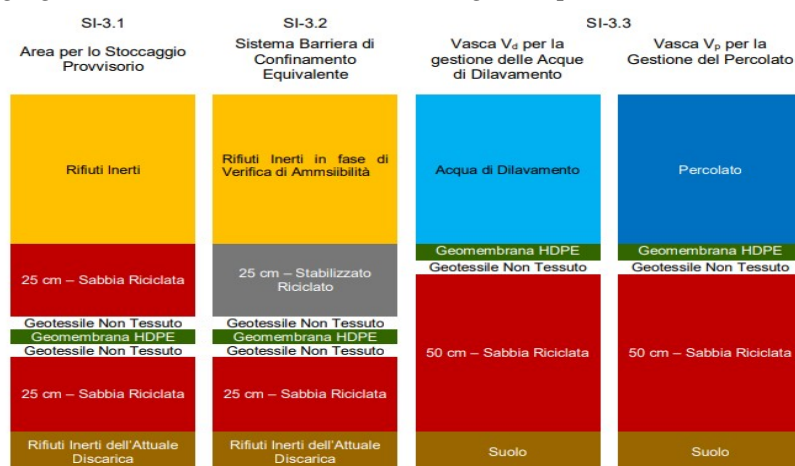 SI-3.1
Area per lo Stoccaggio
Provvisorio
Rifiuti Inerti
25 cm – Sabbia Riciclata
Geotessile Non Tessuto
Geomembrana HDPE
Geotessile Non Tessuto
25 cm – Sabbia Riciclata
Rifiuti Inerti dell'Attuale
Discarica
SI-3.2
Sistema Barriera di
Confinamento
Equivalente
Rifiuti Inerti in fase di
Verifica di Ammsiibilità
25 cm – Stabilizzato
Riciclato
Geotessile Non Tessuto
Geomembrana HDPE
Geotessile Non Tessuto
25 cm – Sabbia Riciclata
Rifiuti Inerti dell'Attuale
Discarica
SI-3.3
Vasca Vd per la
gestione delle Acque
di Dilavamento
Acqua di Dilavamento
Geomembrana HDPE
Geotessile Non Tessuto
50 cm – Sabbia Riciclata
Suolo
Vasca Vp per la
Gestione del Percolato
Percolato
Geomembrana HDPE
Geotessile Non Tessuto
50 cm – Sabbia Riciclata
Suolo